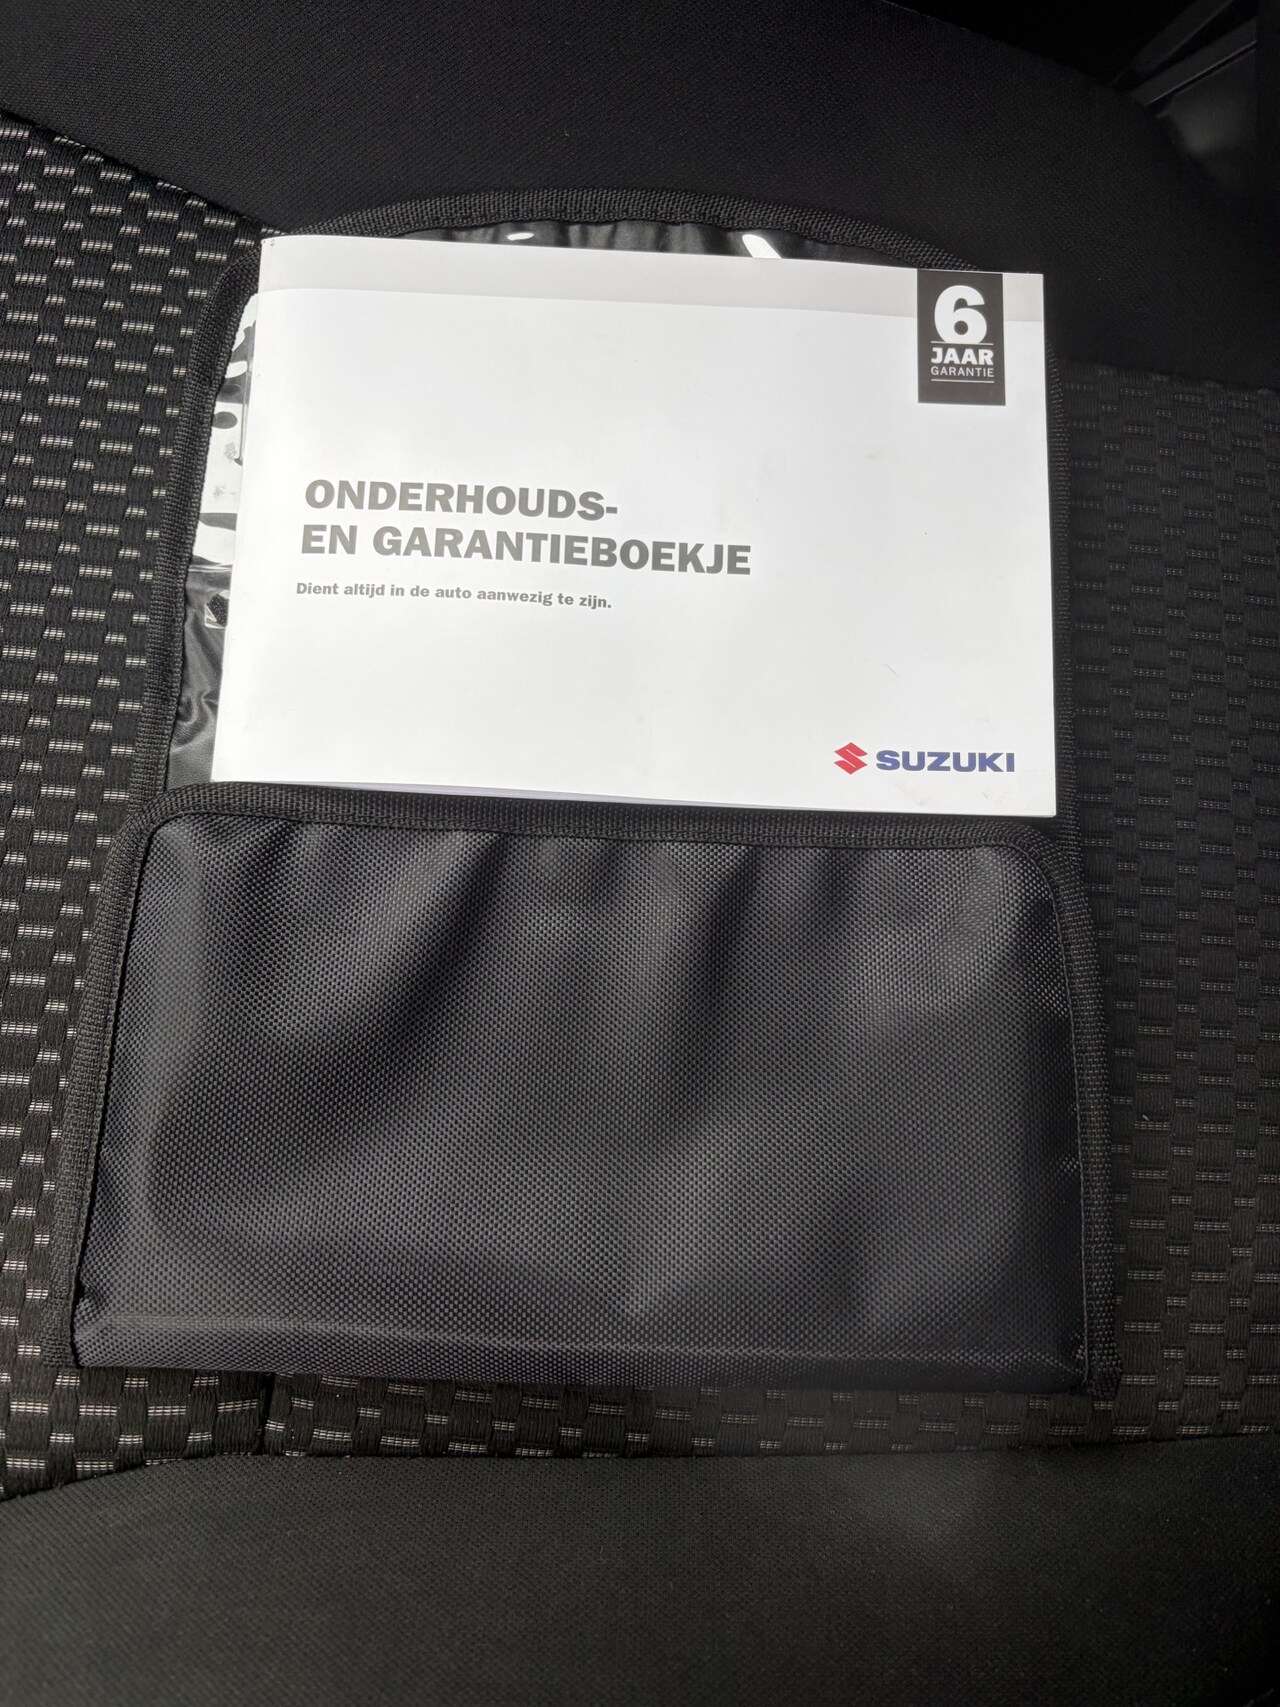 6
JAAR
GARANTIE
ONDERHOUDS-
EN GARANTIEBOEKJE
Dient altijd in de auto aanwezig te zijn.
SUZUKI